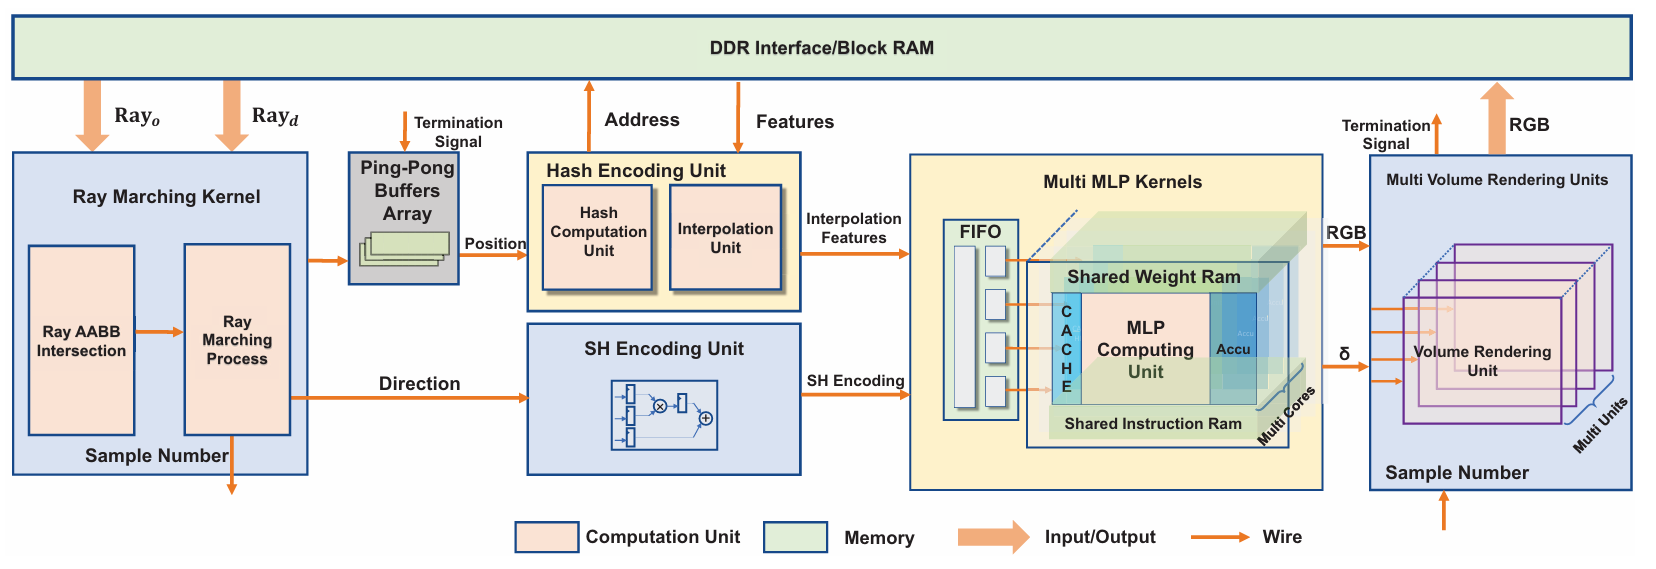 DDR Interface/Block RAM
Ray_o
Ray_d
Termination
Signal
Address
Features
Termination
Signal
RGB
Ray Marching Kernel
Ray AABB
Intersection
Ray
Marching
Process
Sample Number
Ping-Pong
Buffers
Array
Position
Direction
Hash Encoding Unit
Hash
Computation
Unit
Interpolation
Unit
SH Encoding Unit
Interpolation
Features
SH Encoding
Multi MLP Kernels
FIFO
Shared Weight Ram
C
A
C
H
E
MLP
Computing
Unit
Accu
Accu
Shared Instruction Ram
Multi Cores
RGB
δ
Multi Volume Rendering Units
Volume Rendering
Unit
Multi Units
Sample Number
Computation Unit
Memory
Input/Output
Wire